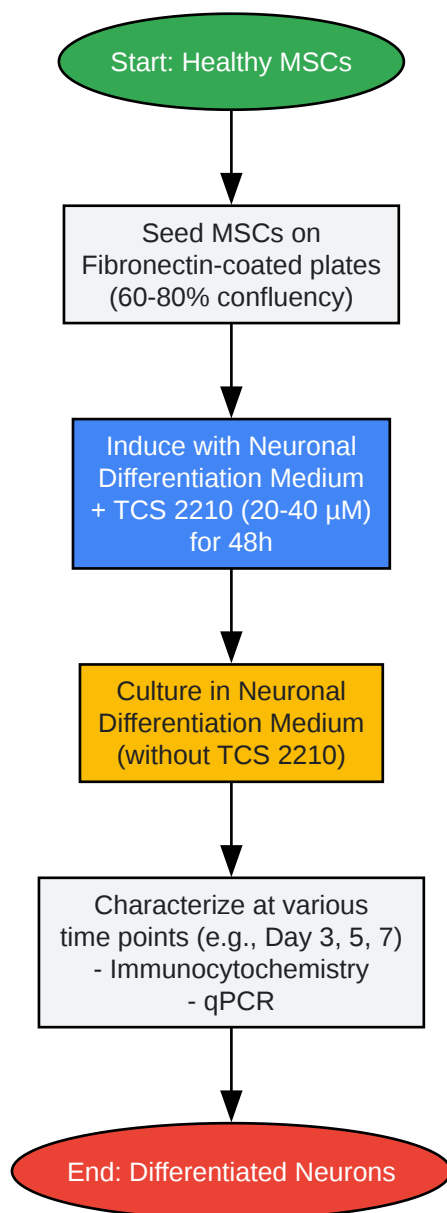 Start: Healthy MSCs
Seed MSCs on
Fibronectin-coated plates
(60-80% confluency)
Induce with Neuronal
Differentiation Medium
+ TCS 2210 (20-40 µM)
for 48h
Culture in Neuronal
Differentiation Medium
(without TCS 2210)
Characterize at various
time points (e.g., Day 3, 5, 7)
- Immunocytochemistry
- qPCR
End: Differentiated Neurons